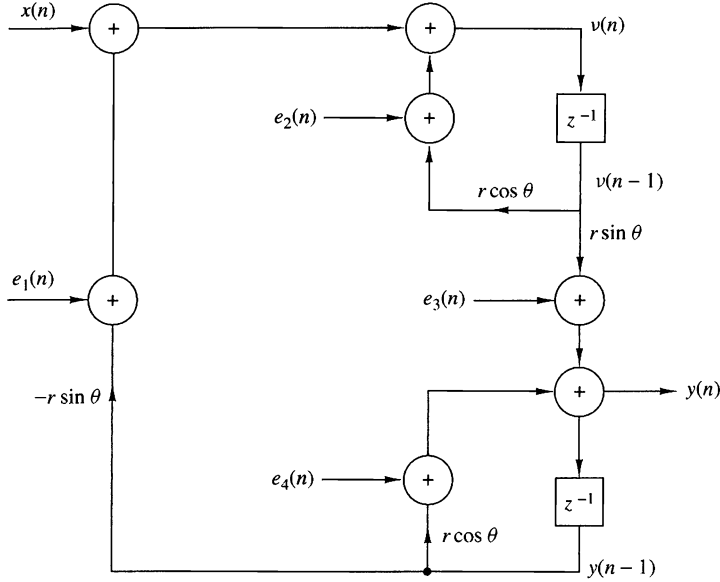 x(n)
+
+
v(n)
e₂(n)
+
z⁻¹
r cos θ
v(n − 1)
r sin θ
e₁(n)
+
e₃(n)
+
−r sin θ
+
y(n)
e₄(n)
+
z⁻¹
r cos θ
y(n − 1)